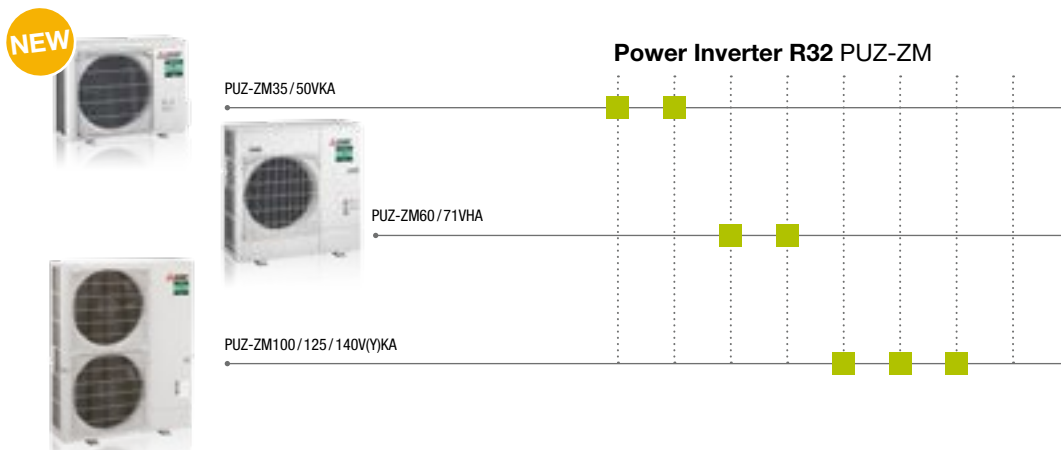 NEW
Power Inverter R32 PUZ-ZM
PUZ-ZM35/50VKA
PUZ-ZM60/71VHA
PUZ-ZM100/125/140V(Y)KA